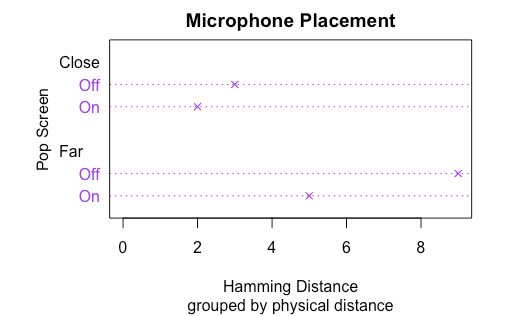 Microphone Placement
Pop Screen
Close
Off
On
Far
Off
On
0 2 4 6 8
Hamming Distance
grouped by physical distance